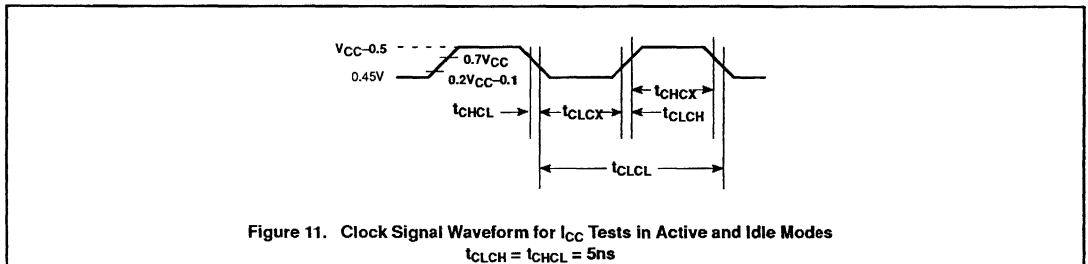 VCC–0.5
0.7VCC
0.45V
0.2VCC–0.1
tCHCX
tCHCL
tCLCX
tCLCH
tCLCL
Figure 11. Clock Signal Waveform for ICC Tests in Active and Idle Modes
tCLCH = tCHCL = 5ns